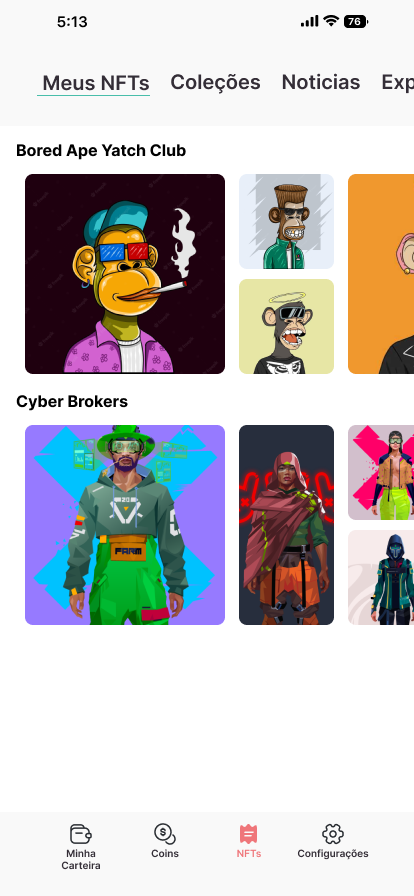 5:13
76
Meus NFTs Coleções Noticias Exp
Bored Ape Yatch Club
Cyber Brokers
FARM
Minha Carteira
Coins
NFTs
Configurações